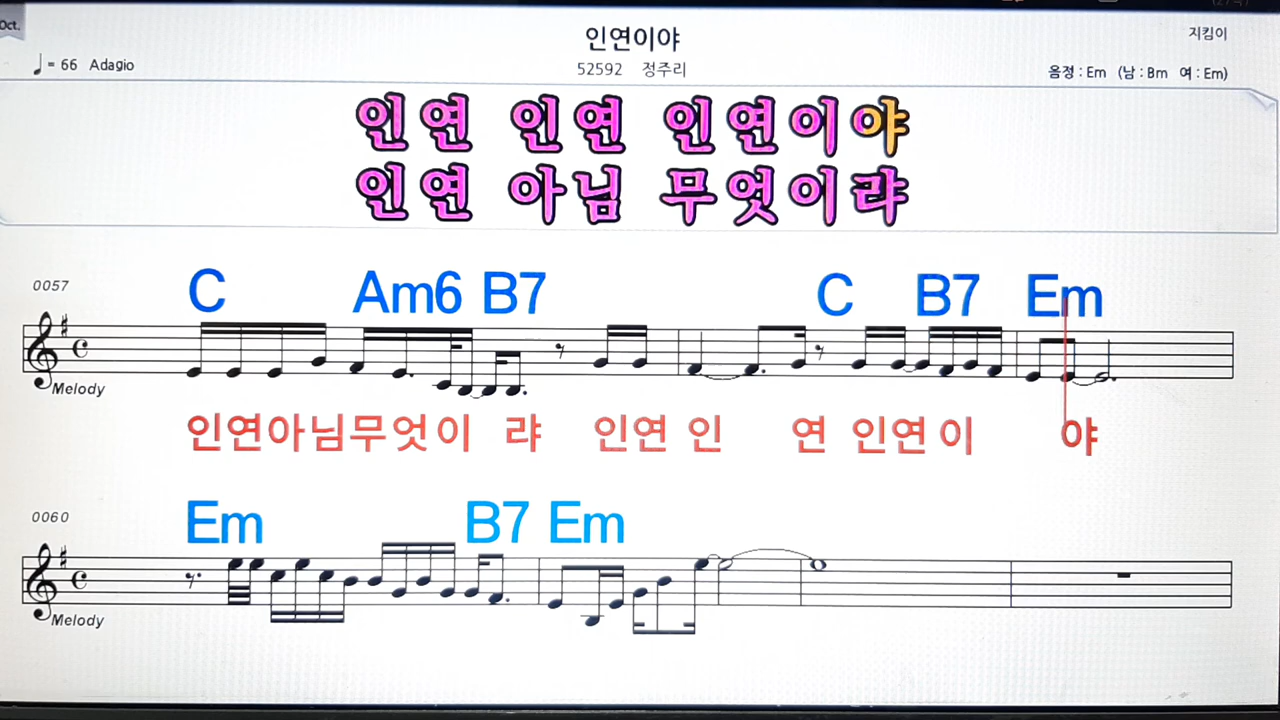 Oct.
인연이야
지킴이
♩= 66 Adagio
52592 정주리
음정 : Em (남 : Bm 여 : Em)
인연 인연 인연이야
인연 아님 무엇이랴
0057
C Am6 B7 C B7 Em
Melody
인연아님무엇이 랴 인연 인 연 인연 이 야
0060
Em B7 Em
Melody